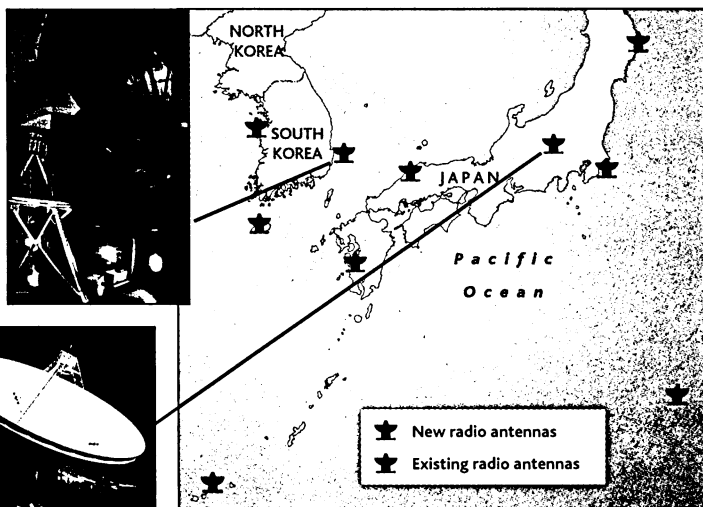 NORTH
KOREA
SOUTH
KOREA
JAPAN
Pacific
Ocean
New radio antennas
Existing radio antennas